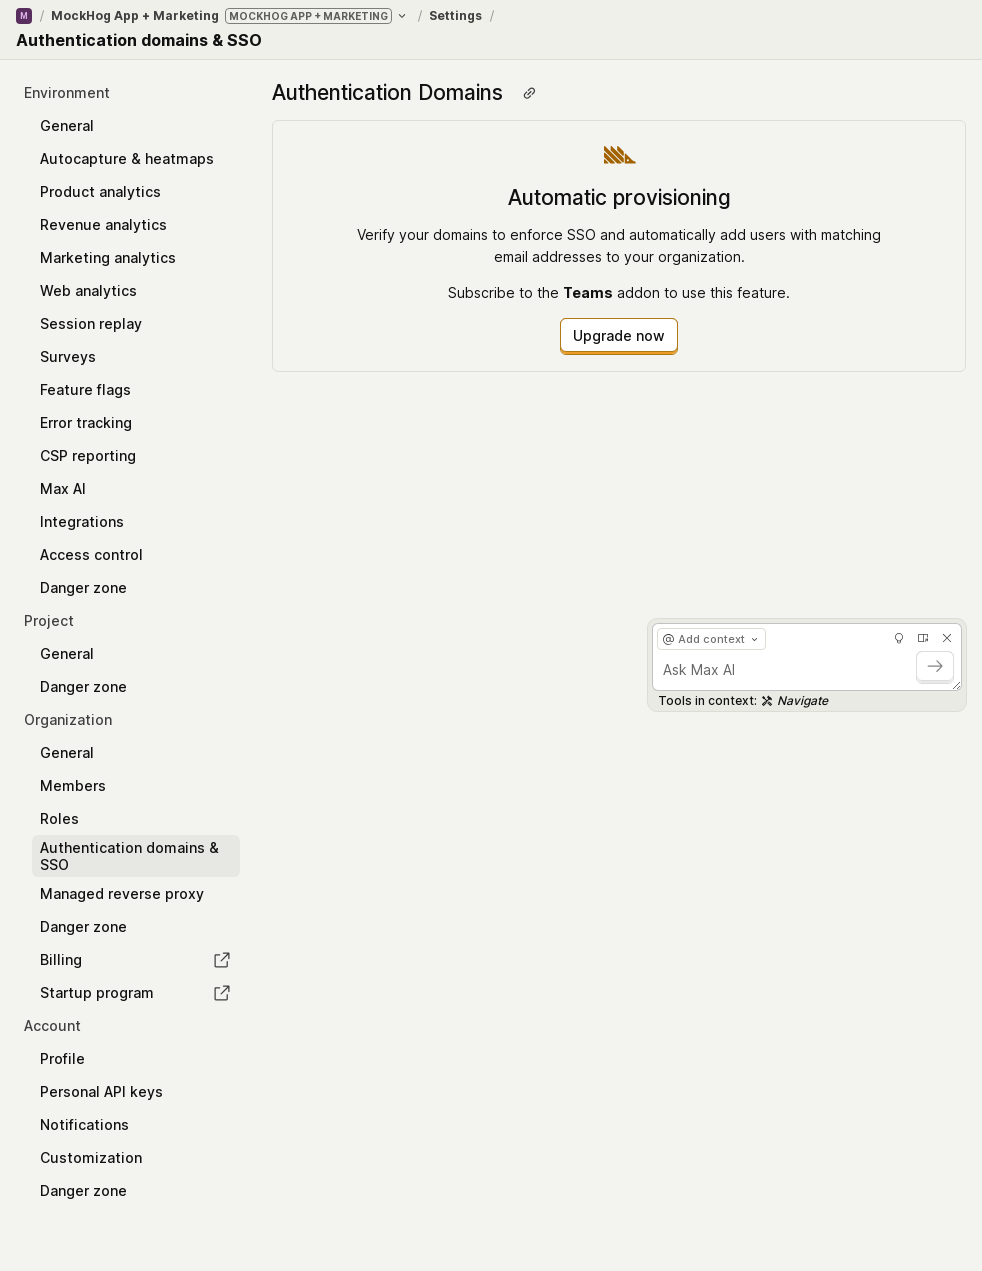 M / MockHog App + Marketing MOCKHOG APP + MARKETING / Settings /
Authentication domains & SSO
Environment
General
Autocapture & heatmaps
Product analytics
Revenue analytics
Marketing analytics
Web analytics
Session replay
Surveys
Feature flags
Error tracking
CSP reporting
Max AI
Integrations
Access control
Danger zone
Project
General
Danger zone
Organization
General
Members
Roles
Authentication domains &
SSO
Managed reverse proxy
Danger zone
Billing
Startup program
Account
Profile
Personal API keys
Notifications
Customization
Danger zone
Authentication Domains
Automatic provisioning
Verify your domains to enforce SSO and automatically add users with matching
email addresses to your organization.
Subscribe to the Teams addon to use this feature.
Upgrade now
@ Add context
Ask Max AI
Tools in context: Navigate